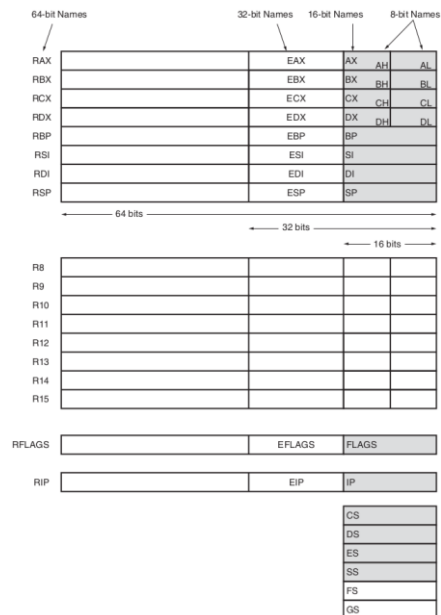 64-bit Names 32-bit Names 16-bit Names 8-bit Names
RAX EAX AX AH AL
RBX EBX BX BH BL
RCX ECX CX CH CL
RDX EDX DX DH DL
RBP EBP BP
RSI ESI SI
RDI EDI DI
RSP ESP SP
64 bits
32 bits
16 bits
R8
R9
R10
R11
R12
R13
R14
R15
RFLAGS EFLAGS FLAGS
RIP EIP IP
CS
DS
ES
SS
FS
GS